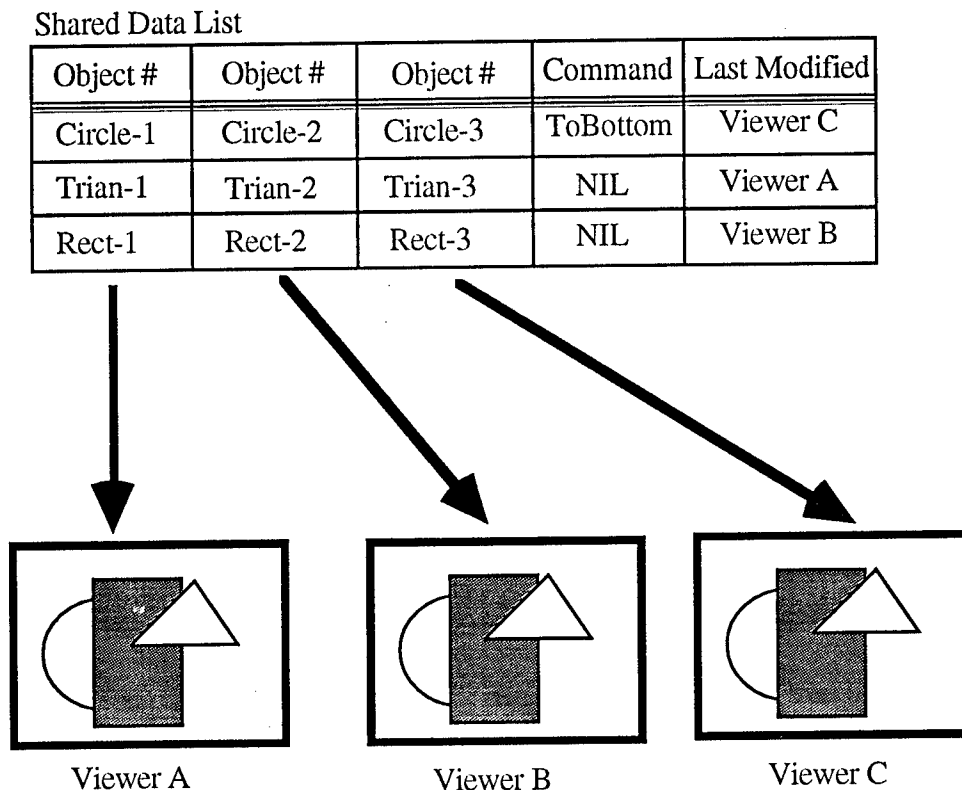 Shared Data List
Object # Object # Object # Command Last Modified
Circle-1 Circle-2 Circle-3 ToBottom Viewer C
Trian-1 Trian-2 Trian-3 NIL Viewer A
Rect-1 Rect-2 Rect-3 NIL Viewer B
Viewer A Viewer B Viewer C